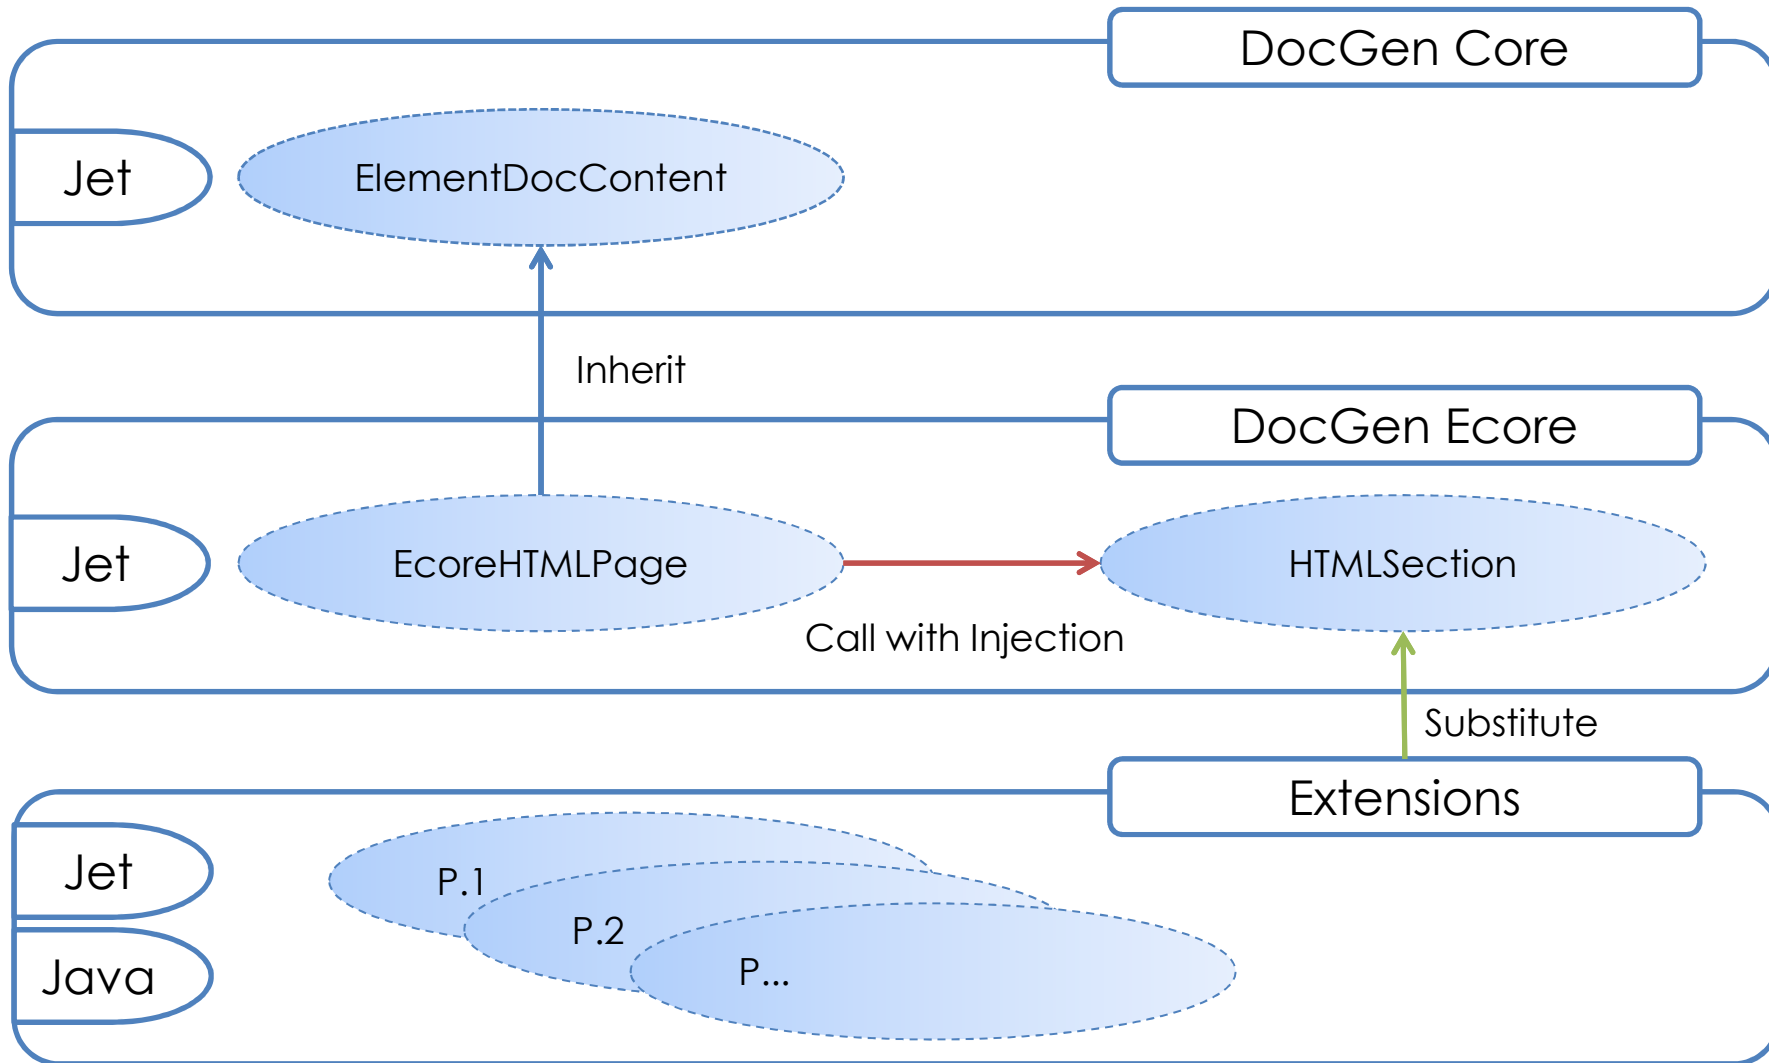 DocGen Core
Jet
ElementDocContent
Inherit
DocGen Ecore
Jet
EcoreHTMLPage
HTMLSection
Call with Injection
Substitute
Extensions
Jet
P.1
P.2
Java
P...